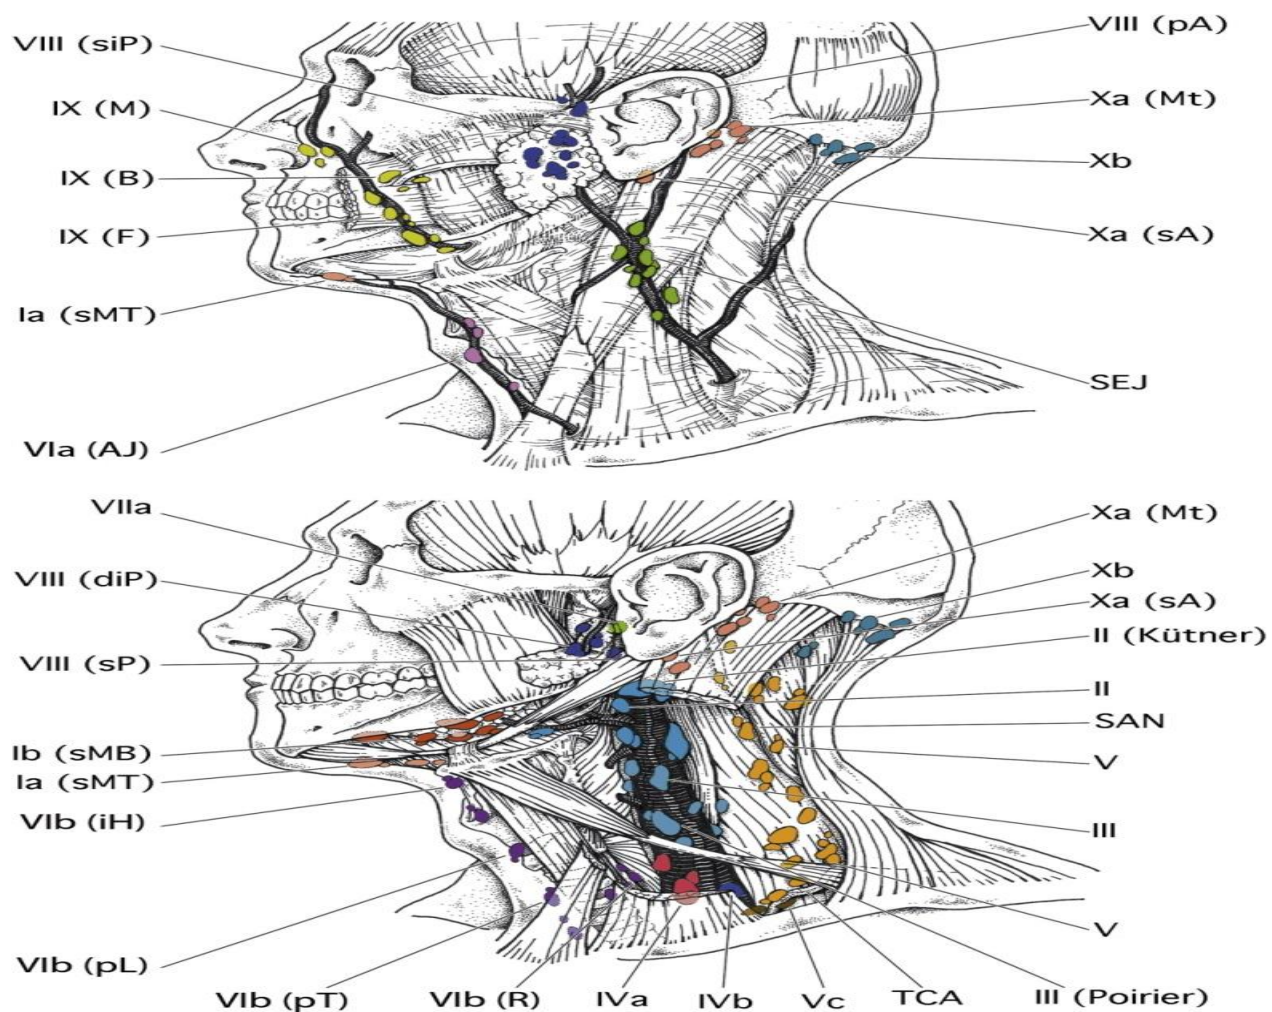 VIII (siP)
IX (M)
IX (B)
IX (F)
Ia (sMT)
VIa (AJ)
VIII (pA)
Xa (Mt)
Xb
Xa (sA)
SEJ
VIIa
VIII (diP)
VIII (sP)
Ib (sMB)
Ia (sMT)
VIb (iH)
VIb (pL)
VIb (pT)
VIb (R)
IVa
IVb
Vc
TCA
III (Poirier)
Xa (Mt)
Xb
Xa (sA)
II (Kütner)
II
SAN
V
III
V